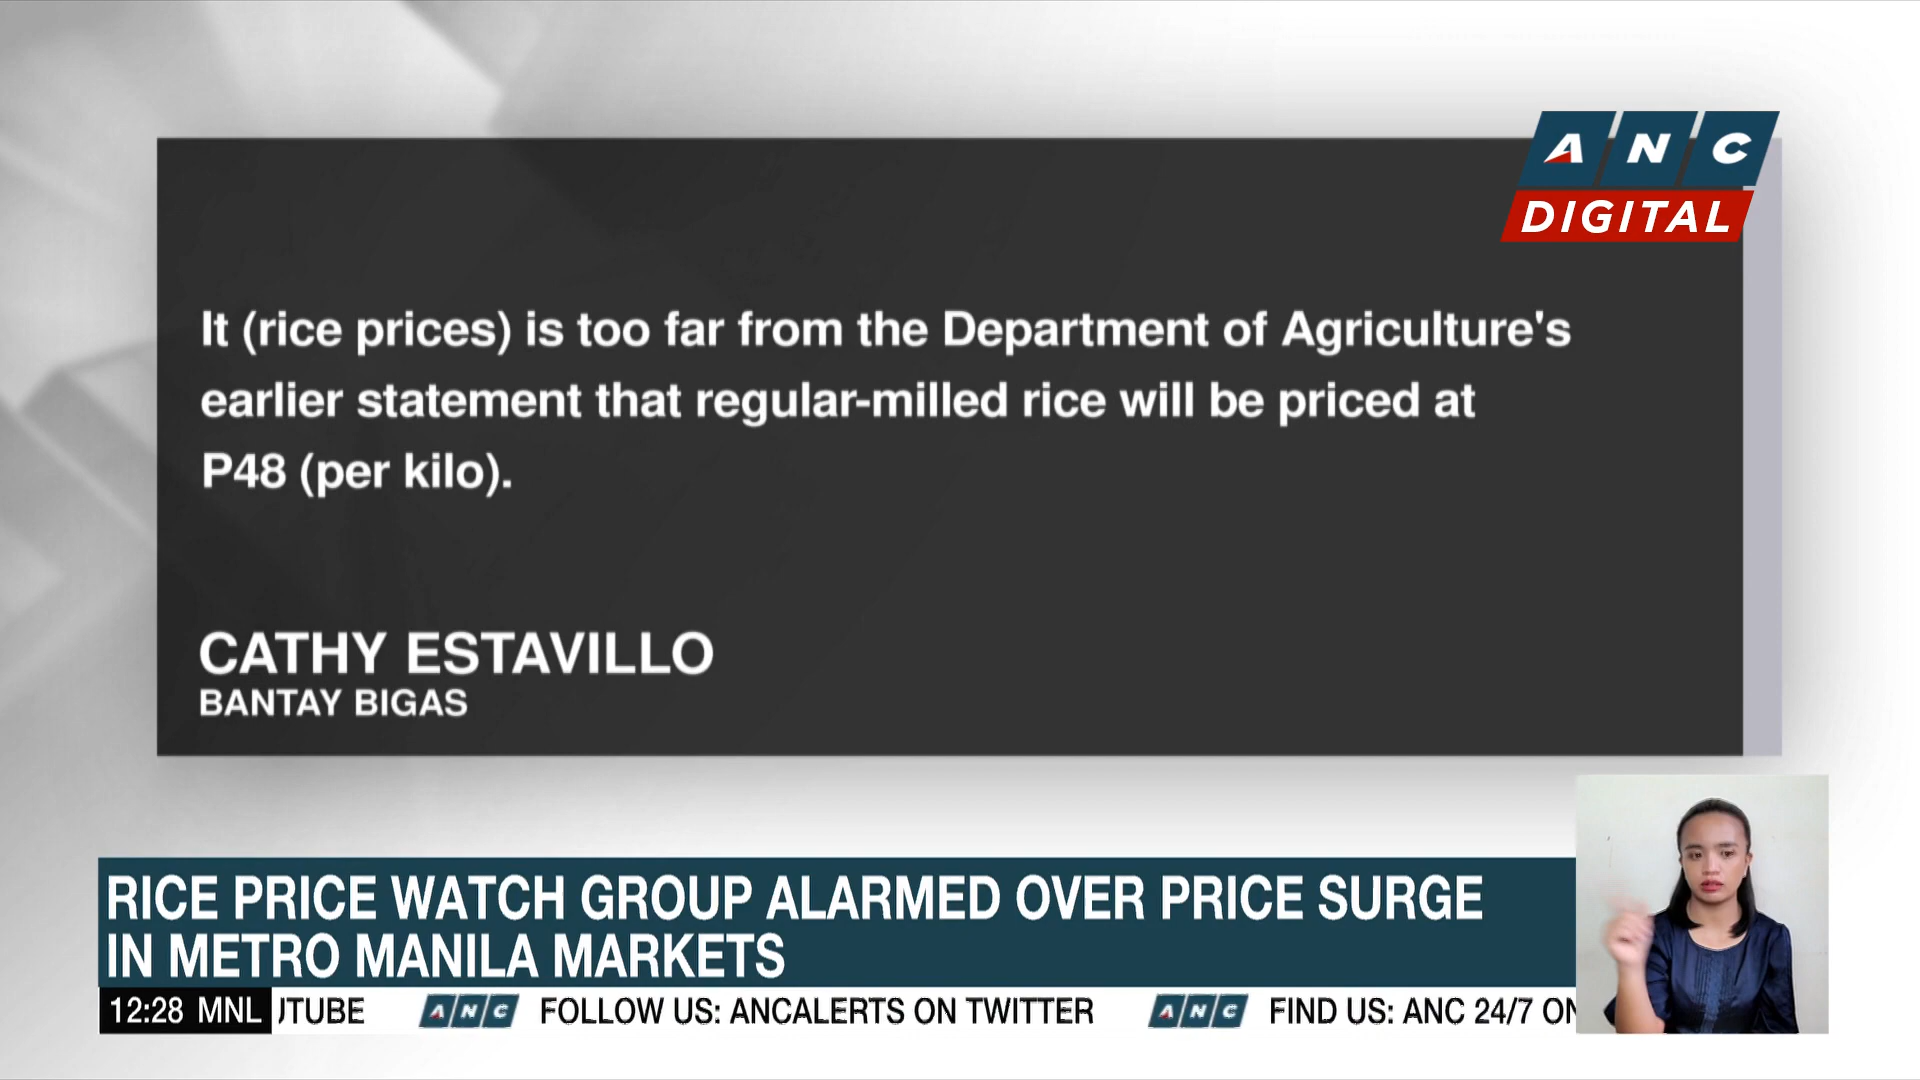 ANC
DIGITAL
It (rice prices) is too far from the Department of Agriculture's
earlier statement that regular-milled rice will be priced at
P48 (per kilo).
CATHY ESTAVILLO
BANTAY BIGAS
RICE PRICE WATCH GROUP ALARMED OVER PRICE SURGE
IN METRO MANILA MARKETS
12:28 MNL UTUBE ANC FOLLOW US: ANCALERTS ON TWITTER ANC FIND US: ANC 24/7 ON